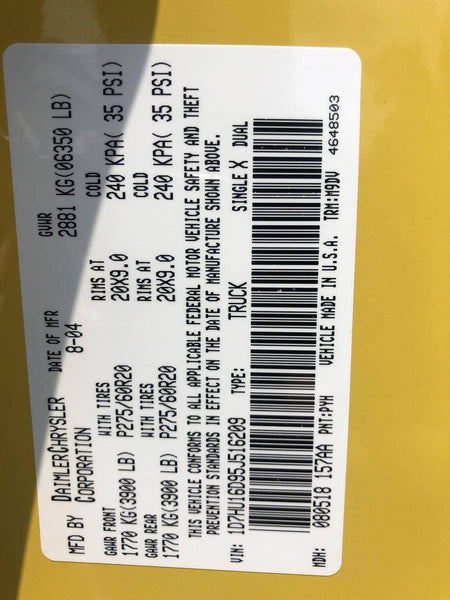 MFD BY DAIMLERCHRYSLER CORPORATION
DATE OF MFR 8-04
GVWR 2881 KG(06350 LB)
GAWR FRONT WITH TIRES RIMS AT COLD
1770 KG(3900 LB) P275/60R20 20X9.0 240 KPA( 35 PSI)
GAWR REAR WITH TIRES RIMS AT COLD
1770 KG(3900 LB) P275/60R20 20X9.0 240 KPA( 35 PSI)
THIS VEHICLE CONFORMS TO ALL APPLICABLE FEDERAL MOTOR VEHICLE SAFETY AND THEFT
PREVENTION STANDARDS IN EFFECT ON THE DATE OF MANUFACTURE SHOWN ABOVE.
VIN: 1D7HU16D95J516209 TYPE: TRUCK SINGLE X DUAL
MDH: 080518 157AA PNT:PYH VEHICLE MADE IN U.S.A. TRM:M9DV
4648503